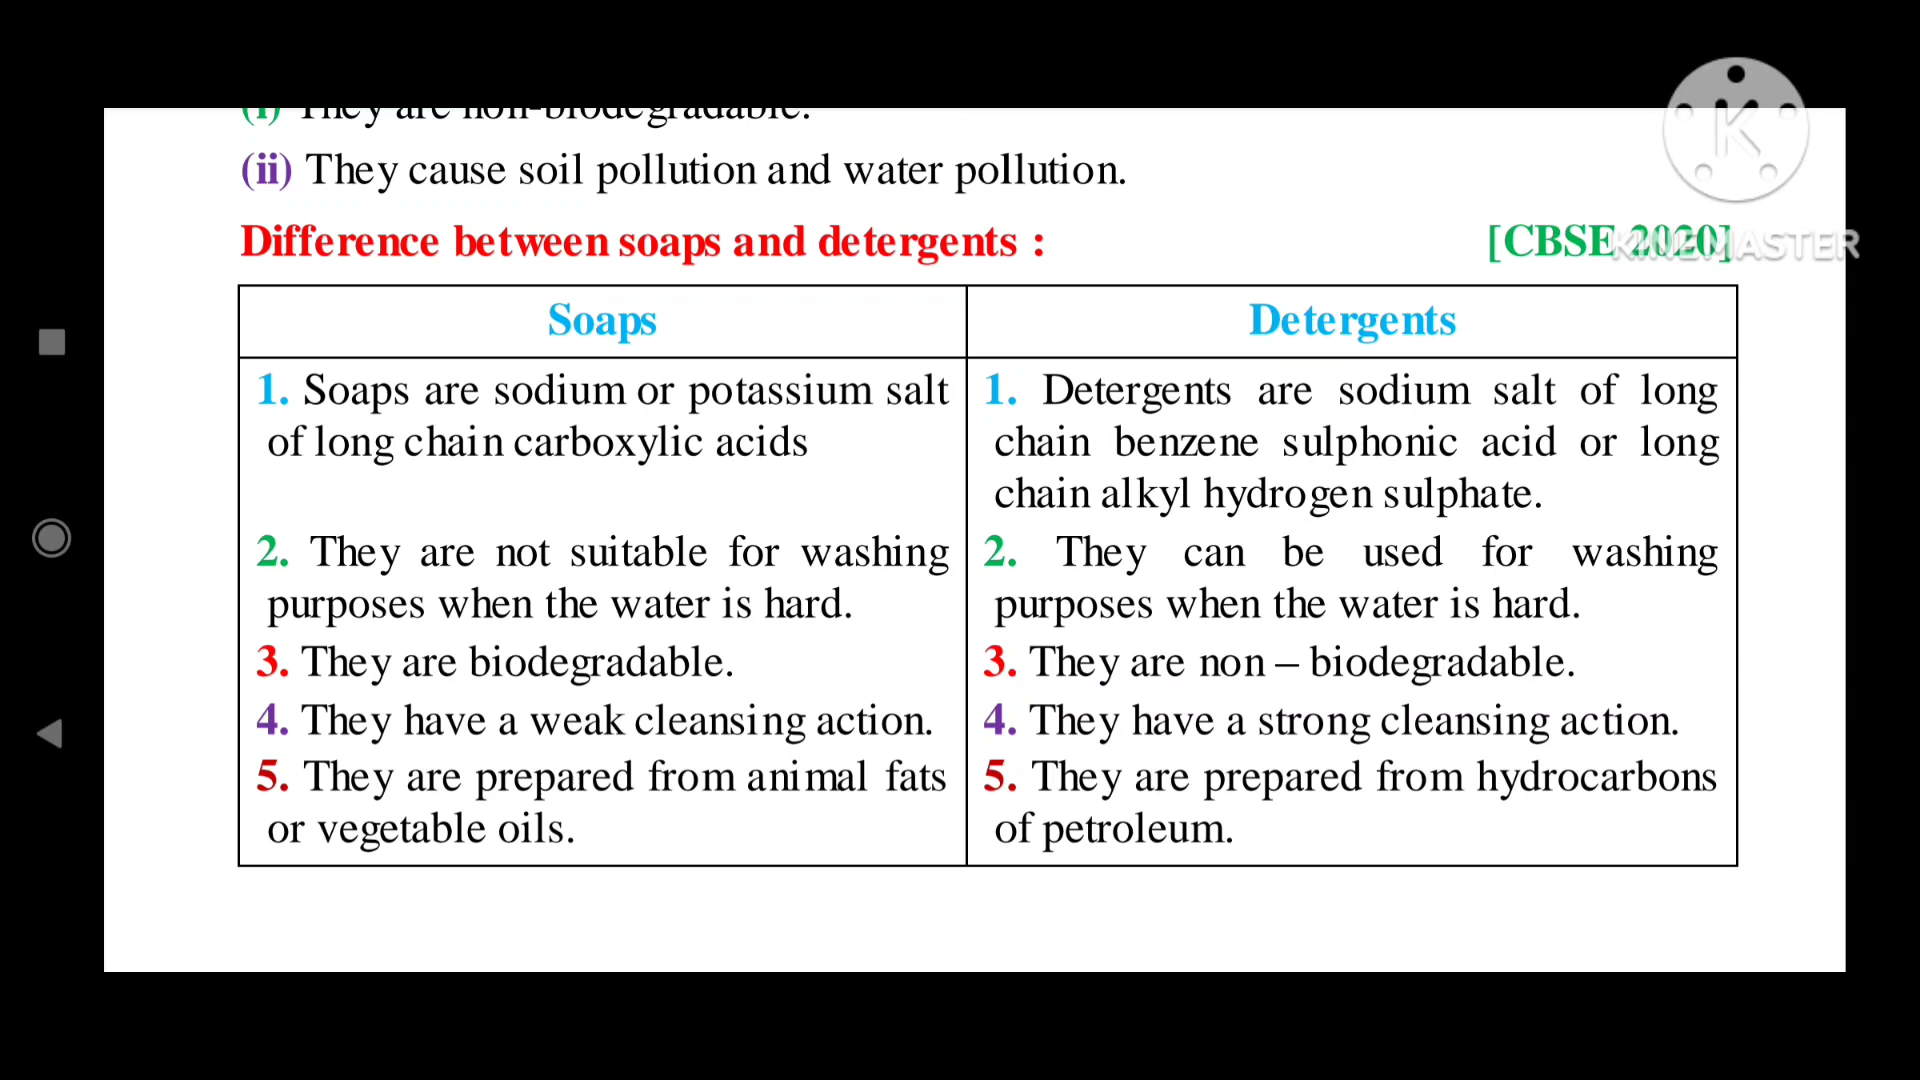 (i) They are non-biodegradable.
(ii) They cause soil pollution and water pollution.
Difference between soaps and detergents : [CBSE 2020]
K
KINEMASTER
Soaps Detergents
1. Soaps are sodium or potassium salt
of long chain carboxylic acids
2. They are not suitable for washing
purposes when the water is hard.
3. They are biodegradable.
4. They have a weak cleansing action.
5. They are prepared from animal fats
or vegetable oils.
1. Detergents are sodium salt of long
chain benzene sulphonic acid or long
chain alkyl hydrogen sulphate.
2. They can be used for washing
purposes when the water is hard.
3. They are non – biodegradable.
4. They have a strong cleansing action.
5. They are prepared from hydrocarbons
of petroleum.